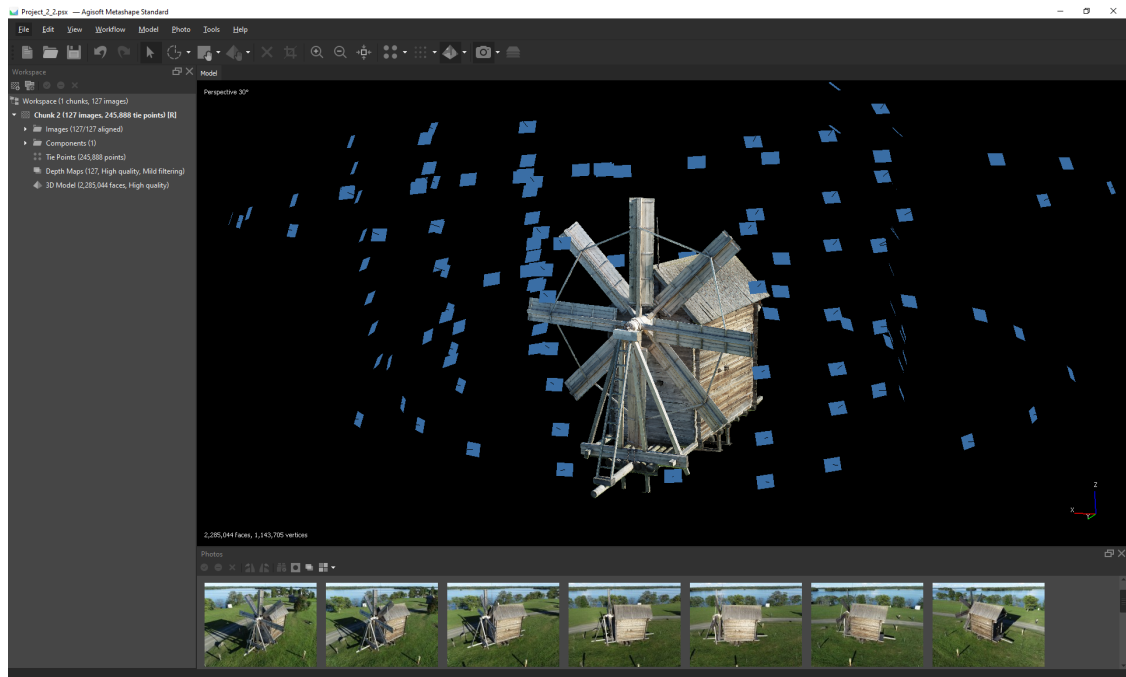 Project_2_2.psx — Agisoft Metashape Standard
File Edit View Workflow Model Photo Tools Help
Workspace
Model
Workspace (1 chunks, 127 images)
Chunk 2 (127 images, 245,888 tie points) [R]
Images (127/127 aligned)
Components (1)
Tie Points (245,888 points)
Depth Maps (127, High quality, Mild filtering)
3D Model (2,285,044 faces, High quality)
Perspective 30°
Z
X
Y
2,285,044 faces, 1,143,705 vertices
Photos